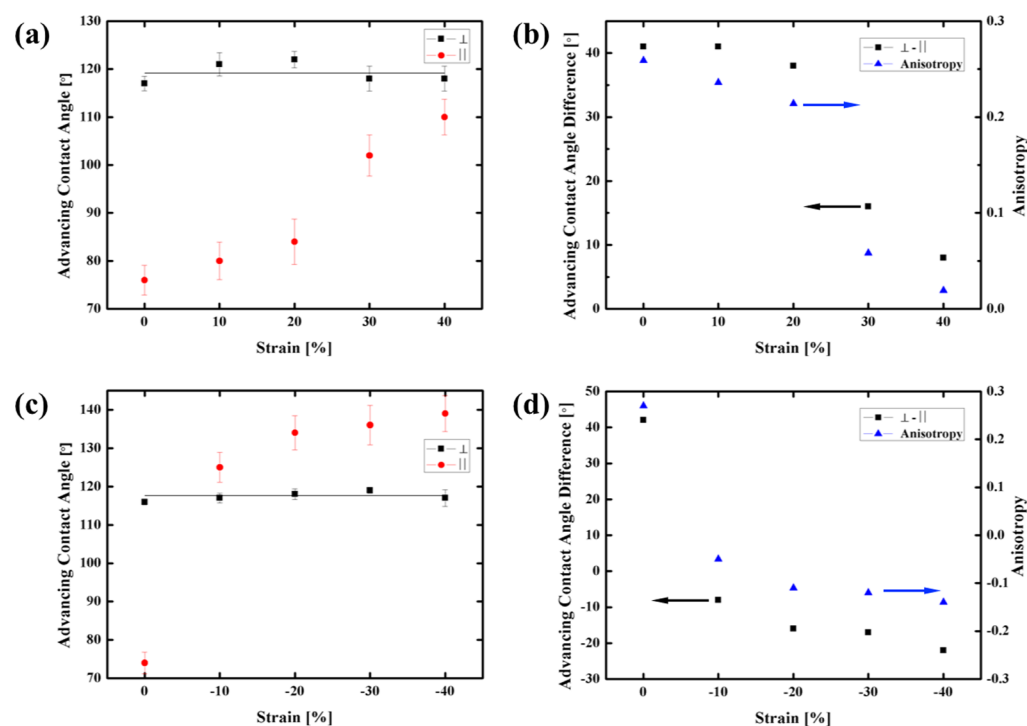 (a)
130
120
110
100
90
80
70
Advancing Contact Angle [°]
⊥
||
0 10 20 30 40
Strain [%]
(b)
40
30
20
10
0
Advancing Contact Angle Difference [°]
⊥-||
Anisotropy
0.3
0.2
0.1
0.0
Anisotropy
0 10 20 30 40
Strain [%]
(c)
140
130
120
110
100
90
80
70
Advancing Contact Angle [°]
⊥
||
0 -10 -20 -30 -40
Strain [%]
(d)
50
40
30
20
10
0
-10
-20
-30
Advancing Contact Angle Difference [°]
⊥-||
Anisotropy
0.3
0.2
0.1
0.0
-0.1
-0.2
-0.3
Anisotropy
0 -10 -20 -30 -40
Strain [%]